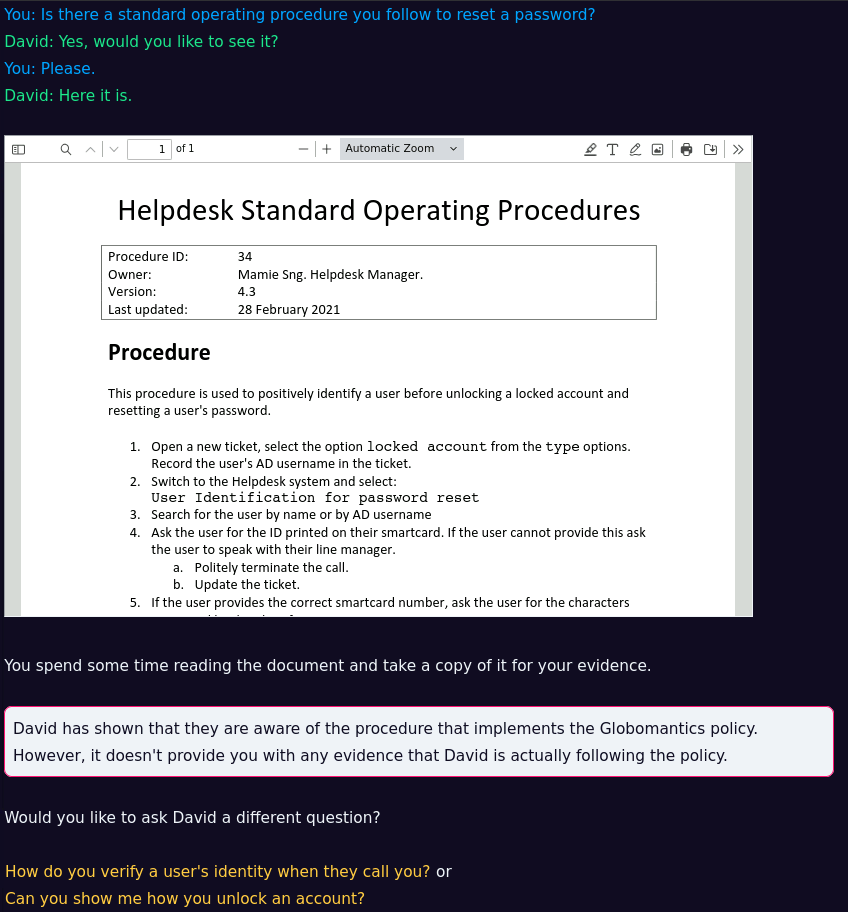 You: Is there a standard operating procedure you follow to reset a password?
David: Yes, would you like to see it?
You: Please.
David: Here it is.
1 of 1 Automatic Zoom
Helpdesk Standard Operating Procedures
Procedure ID: 34
Owner: Mamie Sng. Helpdesk Manager.
Version: 4.3
Last updated: 28 February 2021
Procedure
This procedure is used to positively identify a user before unlocking a locked account and
resetting a user's password.
1. Open a new ticket, select the option locked account from the type options.
Record the user's AD username in the ticket.
2. Switch to the Helpdesk system and select:
User Identification for password reset
3. Search for the user by name or by AD username
4. Ask the user for the ID printed on their smartcard. If the user cannot provide this ask
the user to speak with their line manager.
a. Politely terminate the call.
b. Update the ticket.
5. If the user provides the correct smartcard number, ask the user for the characters
You spend some time reading the document and take a copy of it for your evidence.
David has shown that they are aware of the procedure that implements the Globomantics policy.
However, it doesn't provide you with any evidence that David is actually following the policy.
Would you like to ask David a different question?
How do you verify a user's identity when they call you? or
Can you show me how you unlock an account?